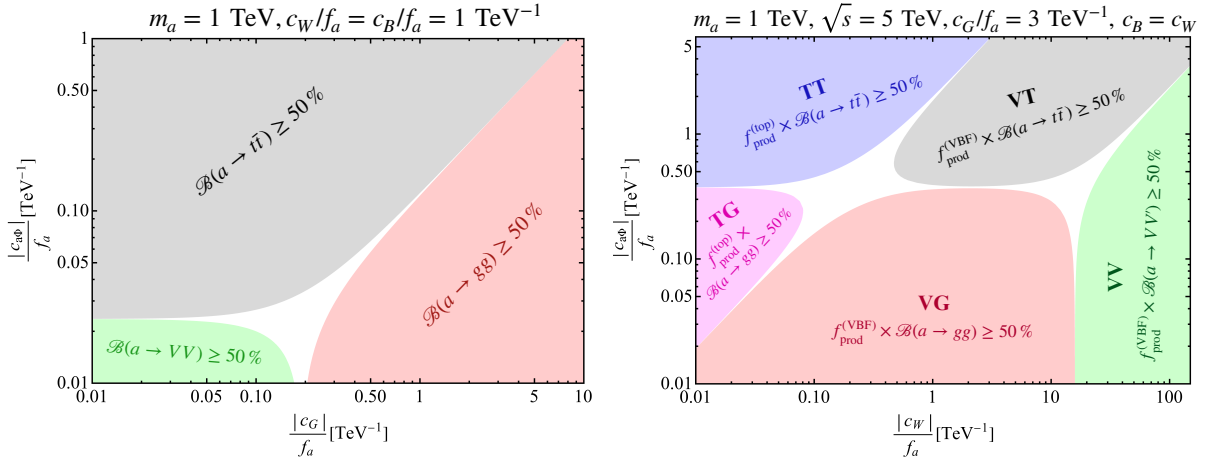 m_a = 1 TeV, c_W/f_a = c_B/f_a = 1 TeV⁻¹
|c_{aΦ}|/f_a [TeV⁻¹]
1
0.50
0.10
0.05
0.01
ℬ(a → tt̄) ≥ 50 %
ℬ(a → gg) ≥ 50 %
ℬ(a → VV) ≥ 50 %
0.01
0.05
0.10
0.50
1
5
10
|c_G|/f_a [TeV⁻¹]
m_a = 1 TeV, √s = 5 TeV, c_G/f_a = 3 TeV⁻¹, c_B = c_W
|c_{aΦ}|/f_a [TeV⁻¹]
5
1
0.50
0.10
0.05
0.01
TT
f_prod^(top) × ℬ(a → tt̄) ≥ 50 %
VT
f_prod^(VBF) × ℬ(a → tt̄) ≥ 50 %
TG
f_prod^(top) ×
ℬ(a → gg) ≥ 50 %
VG
f_prod^(VBF) × ℬ(a → gg) ≥ 50 %
VV
f_prod^(VBF) × ℬ(a → VV') ≥ 50 %
0.01
0.10
1
10
100
|c_W|/f_a [TeV⁻¹]